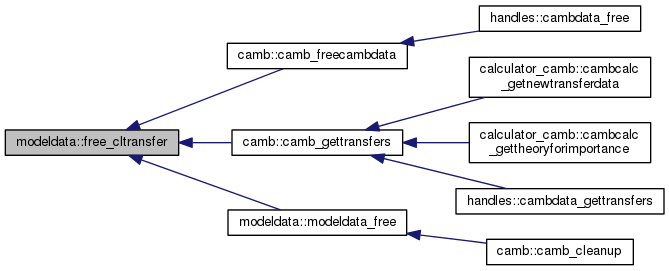 handles::cambdata_free
camb::camb_freecambdata
calculator_camb::cambcalc
_getnewtransferdata
modeldata::free_cltransfer
camb::camb_gettransfers
calculator_camb::cambcalc
_gettheoryforimportance
handles::cambdata_gettransfers
modeldata::modeldata_free
camb::camb_cleanup